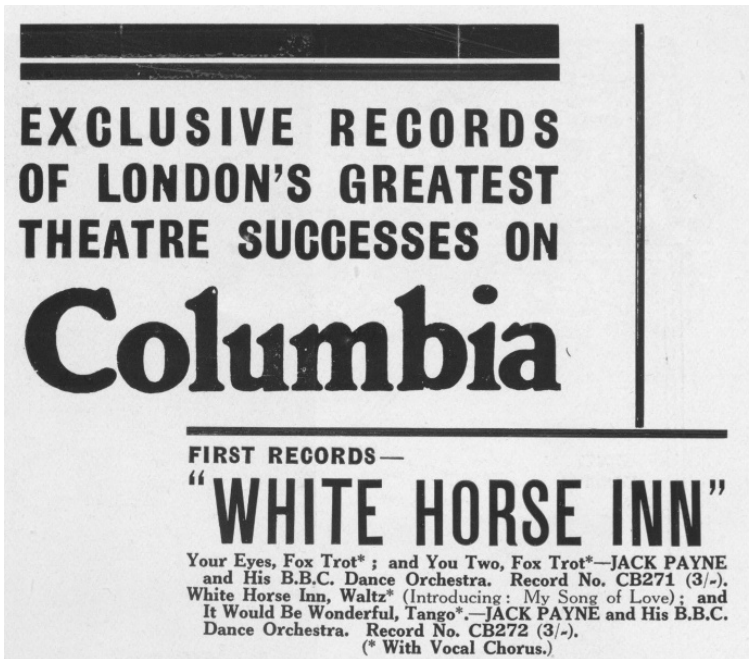 EXCLUSIVE RECORDS
OF LONDON'S GREATEST
THEATRE SUCCESSES ON
Columbia
FIRST RECORDS—
"WHITE HORSE INN"
Your Eyes, Fox Trot* ; and You Two, Fox Trot*—JACK PAYNE
and His B.B.C. Dance Orchestra. Record No. CB271 (3/-).
White Horse Inn, Waltz* (Introducing: My Song of Love); and
It Would Be Wonderful, Tango*.—JACK PAYNE and His B.B.C.
Dance Orchestra. Record No. CB272 (3/-).
(* With Vocal Chorus.)